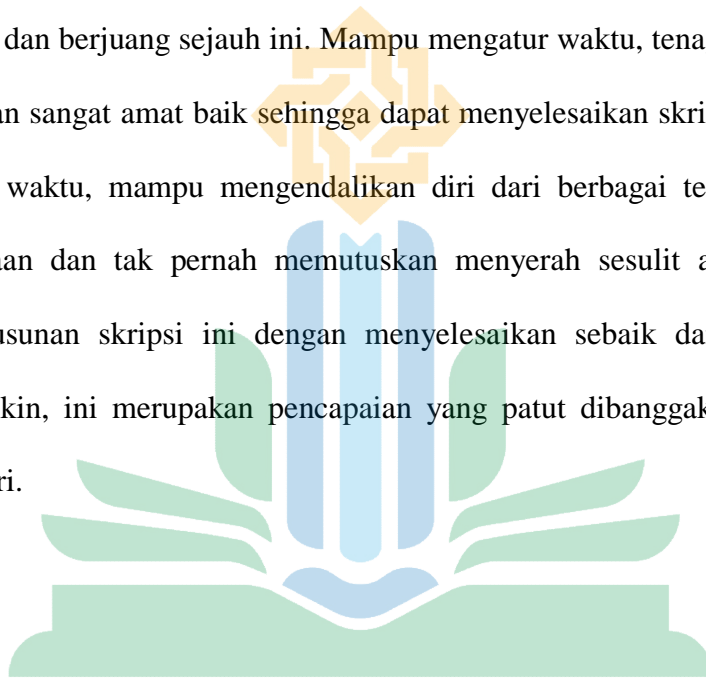 dan berjuang sejauh ini. Mampu mengatur waktu, tena
an sangat amat baik sehingga dapat menyelesaikan skri
waktu, mampu mengendalikan diri dari berbagai te
aan dan tak pernah memutuskan menyerah sesulit a
usunan skripsi ini dengan menyelesaikan sebaik da
kin, ini merupakan pencapaian yang patut dibanggak
ri.